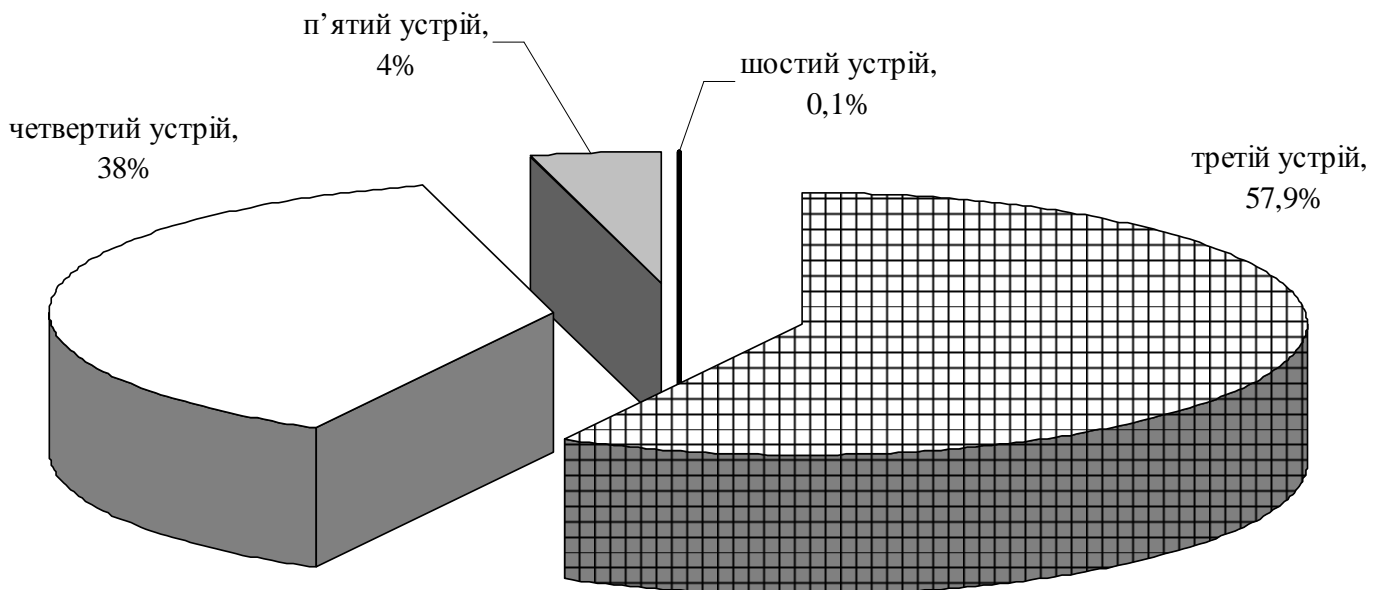 п’ятий устрій,
4%
шостий устрій,
0,1%
четвертий устрій,
38%
третій устрій,
57,9%